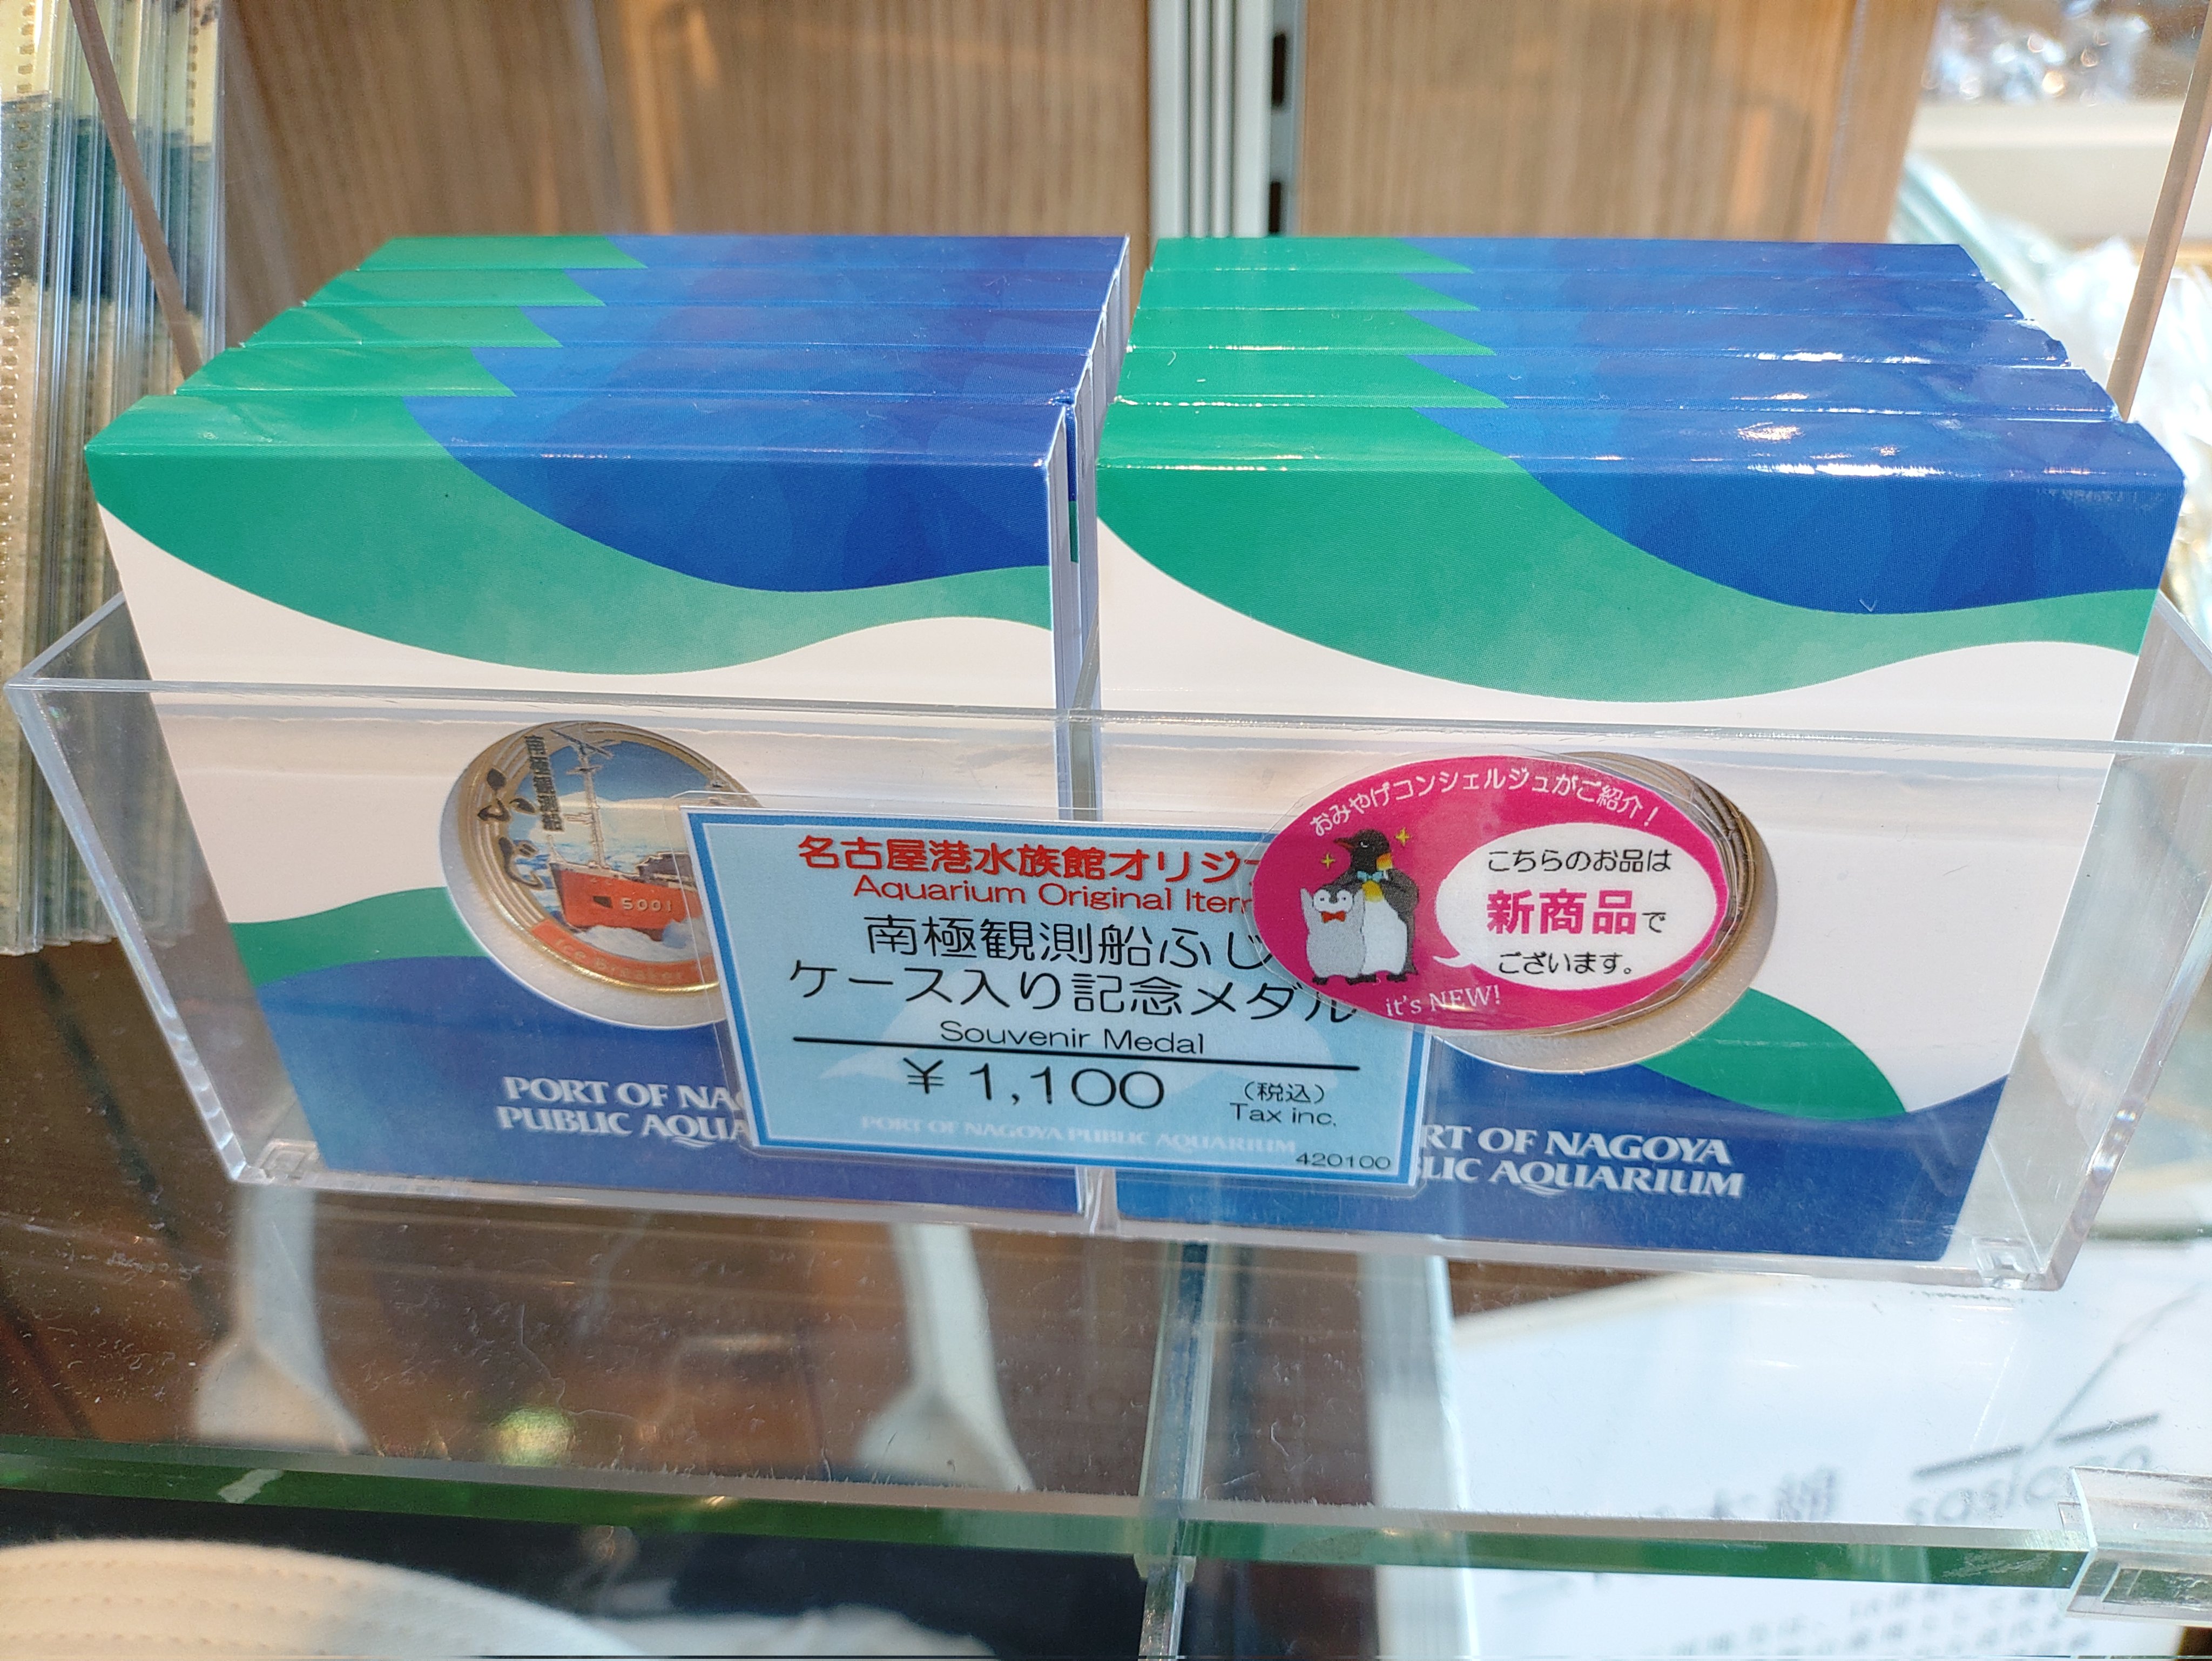 ふじ
5001
Icebreaker
PORT OF NAG
PUBLIC AQUA
名古屋港水族館オリジ
Aquarium Original Item
南極観測船ふじ
ケース入り記念メダル
Souvenir Medal
¥1,100
(税込)
Tax inc.
PORT OF NAGOYA PUBLIC AQUARIUM
420100
おみやげコンシェルジュがご紹介!
こちらのお品は
新商品で
ございます。
it's NEW!
RT OF NAGOYA
LIC AQUARIUM